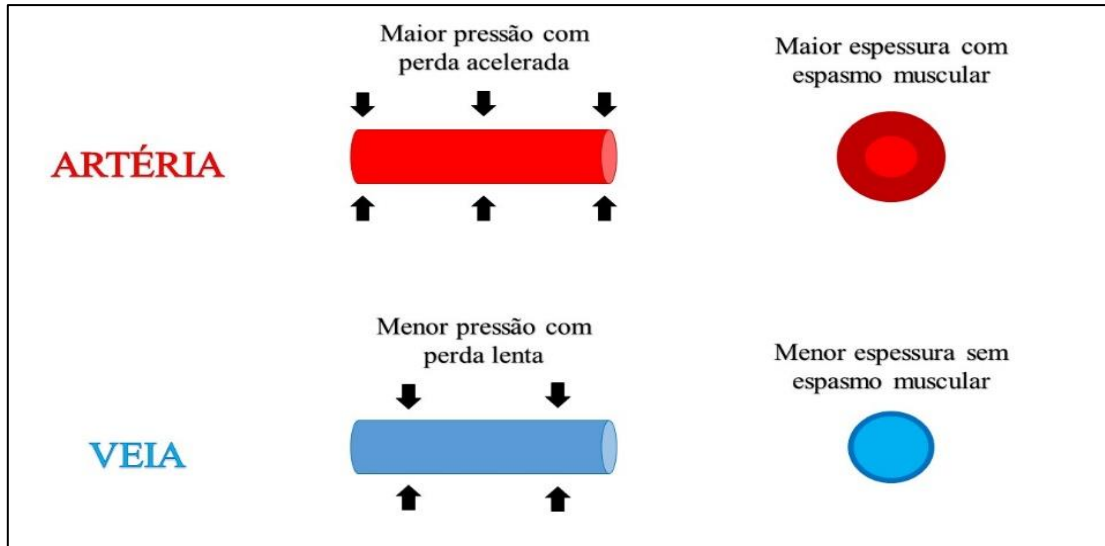 Maior pressão com
perda acelerada
Maior espessura com
espasmo muscular
ARTÉRIA
Menor pressão com
perda lenta
Menor espessura sem
espasmo muscular
VEIA